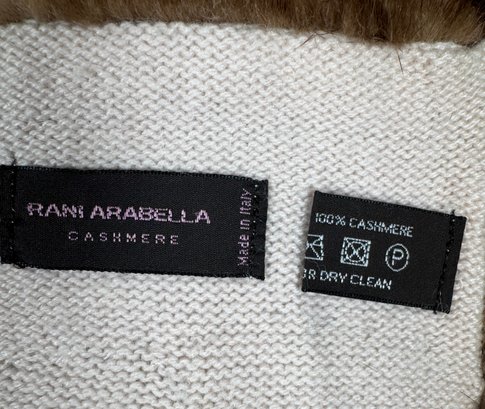 RANI ARABELLA
CASHMERE
Made in Italy
100% CASHMERE
P
DRY CLEAN